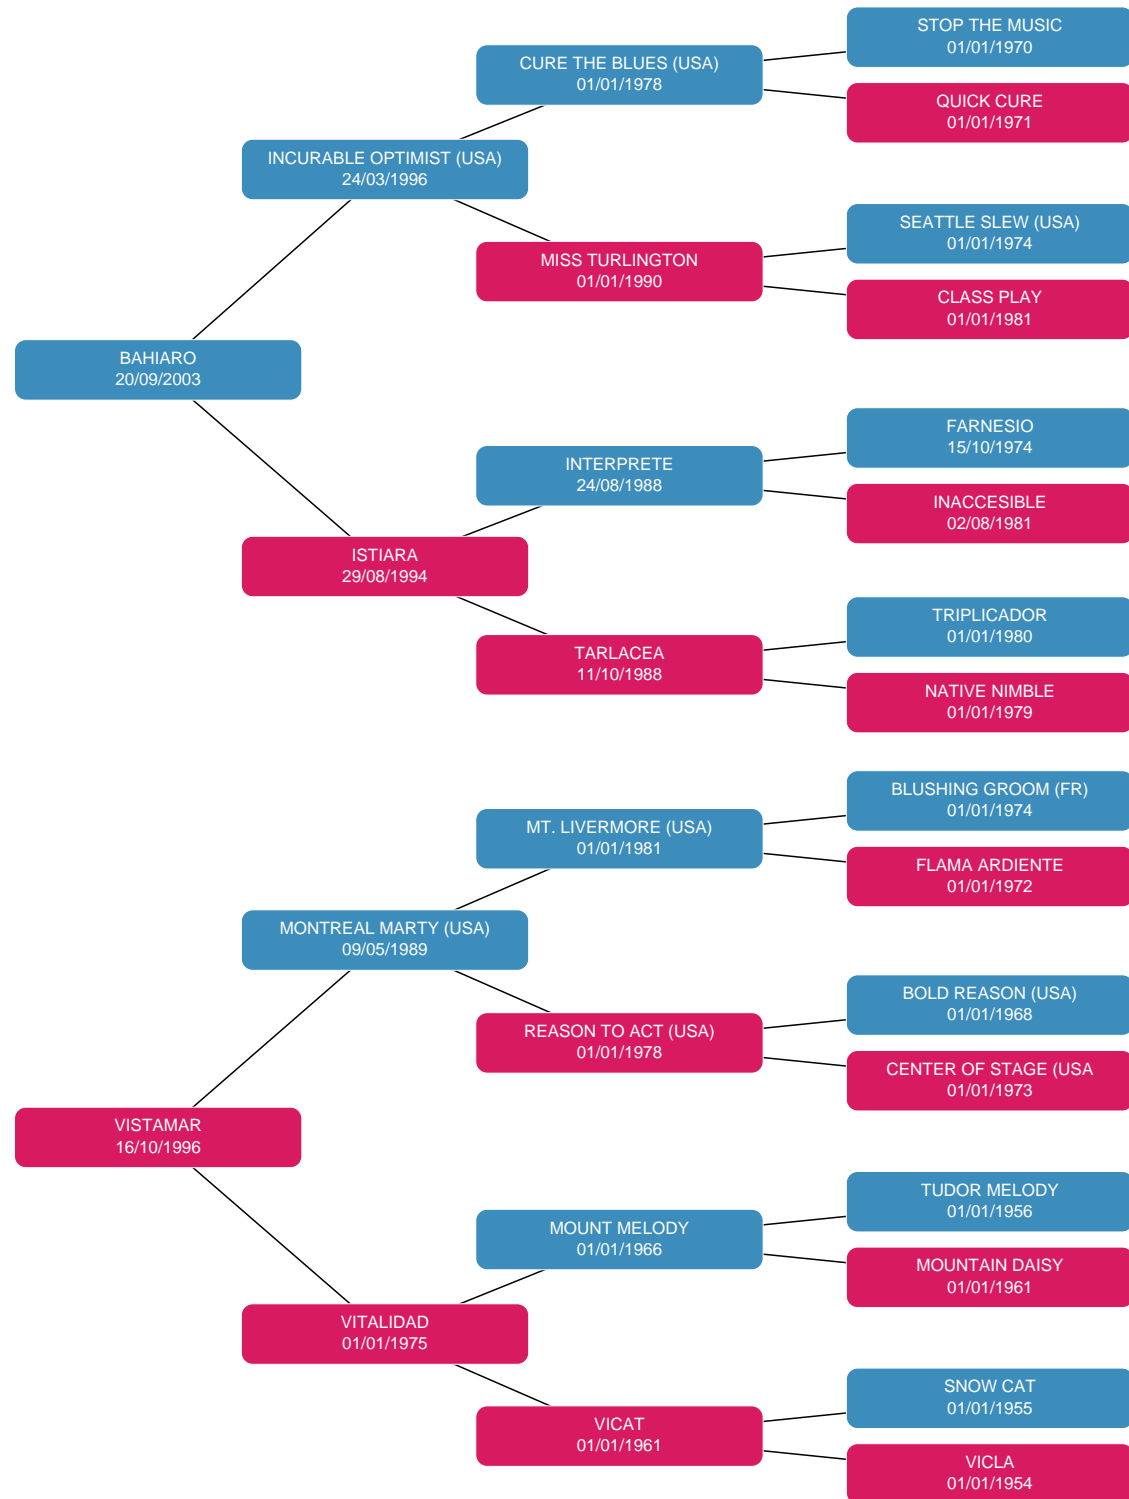 STOP THE MUSIC
01/01/1970
CURE THE BLUES (USA)
01/01/1978
QUICK CURE
01/01/1971
INCURABLE OPTIMIST (USA)
24/03/1996
SEATTLE SLEW (USA)
01/01/1974
MISS TURLINGTON
01/01/1990
CLASS PLAY
01/01/1981
BAHIARO
20/09/2003
FARNESIO
15/10/1974
INTERPRETE
24/08/1988
INACCESIBLE
02/08/1981
ISTIARA
29/08/1994
TRIPLICADOR
01/01/1980
TARLACEA
11/10/1988
NATIVE NIMBLE
01/01/1979
BLUSHING GROOM (FR)
01/01/1974
MT. LIVERMORE (USA)
01/01/1981
FLAMA ARDIENTE
01/01/1972
MONTREAL MARTY (USA)
09/05/1989
BOLD REASON (USA)
01/01/1968
REASON TO ACT (USA)
01/01/1978
CENTER OF STAGE (USA
01/01/1973
VISTAMAR
16/10/1996
TUDOR MELODY
01/01/1956
MOUNT MELODY
01/01/1966
MOUNTAIN DAISY
01/01/1961
VITALIDAD
01/01/1975
SNOW CAT
01/01/1955
VICAT
01/01/1961
VICLA
01/01/1954